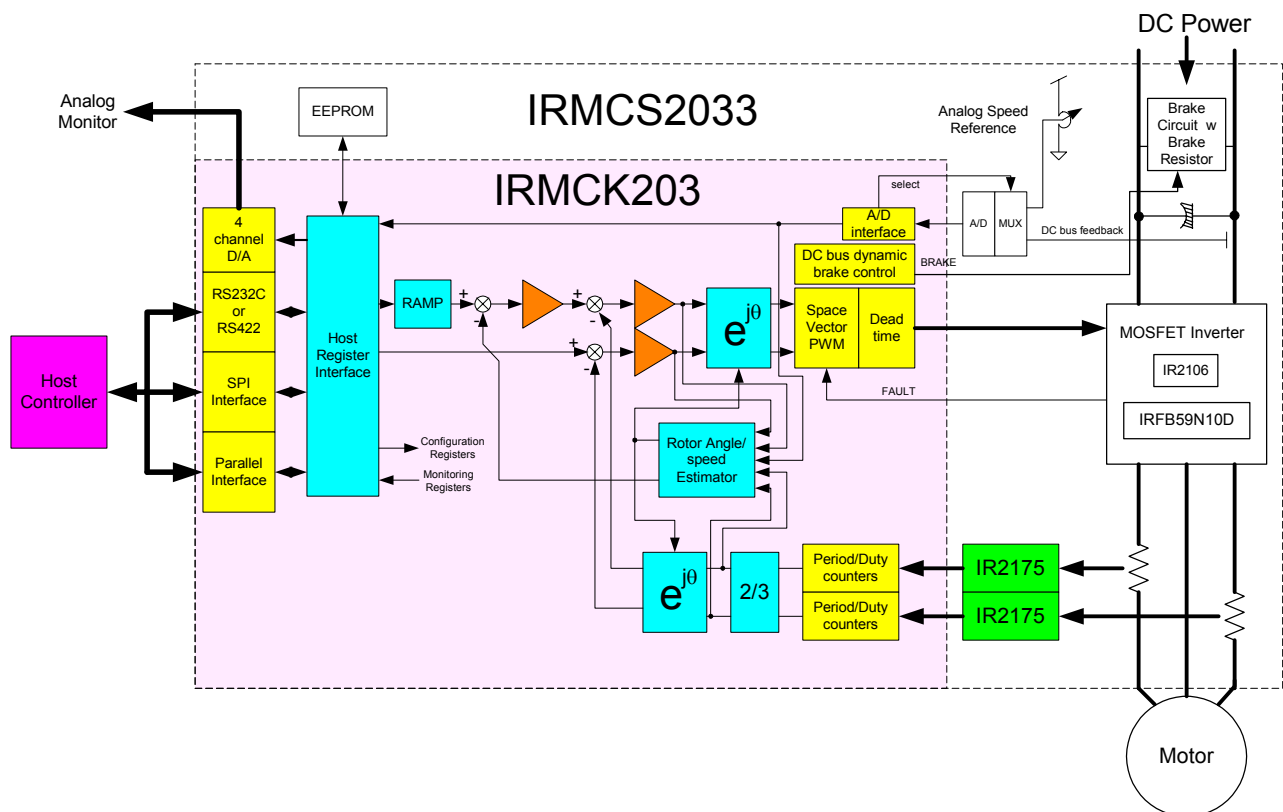 DC Power
Analog
Monitor
EEPROM
IRMCS2033
Analog Speed
Reference
Brake
Circuit w
Brake
Resistor
IRMCK203
select
4
channel
D/A
A/D
interface
A/D
MUX
DC bus feedback
RS232C
or
RS422
Host
Register
Interface
RAMP
+
-
+
-
+
-
DC bus dynamic
brake control
BRAKE
e^jθ
Space
Vector
PWM
Dead
time
MOSFET Inverter
IR2106
IRFB59N10D
FAULT
Host
Controller
SPI
Interface
Parallel
Interface
Configuration
Registers
Monitoring
Registers
Rotor Angle/
speed
Estimator
e^jθ
2/3
Period/Duty
counters
Period/Duty
counters
IR2175
IR2175
Motor